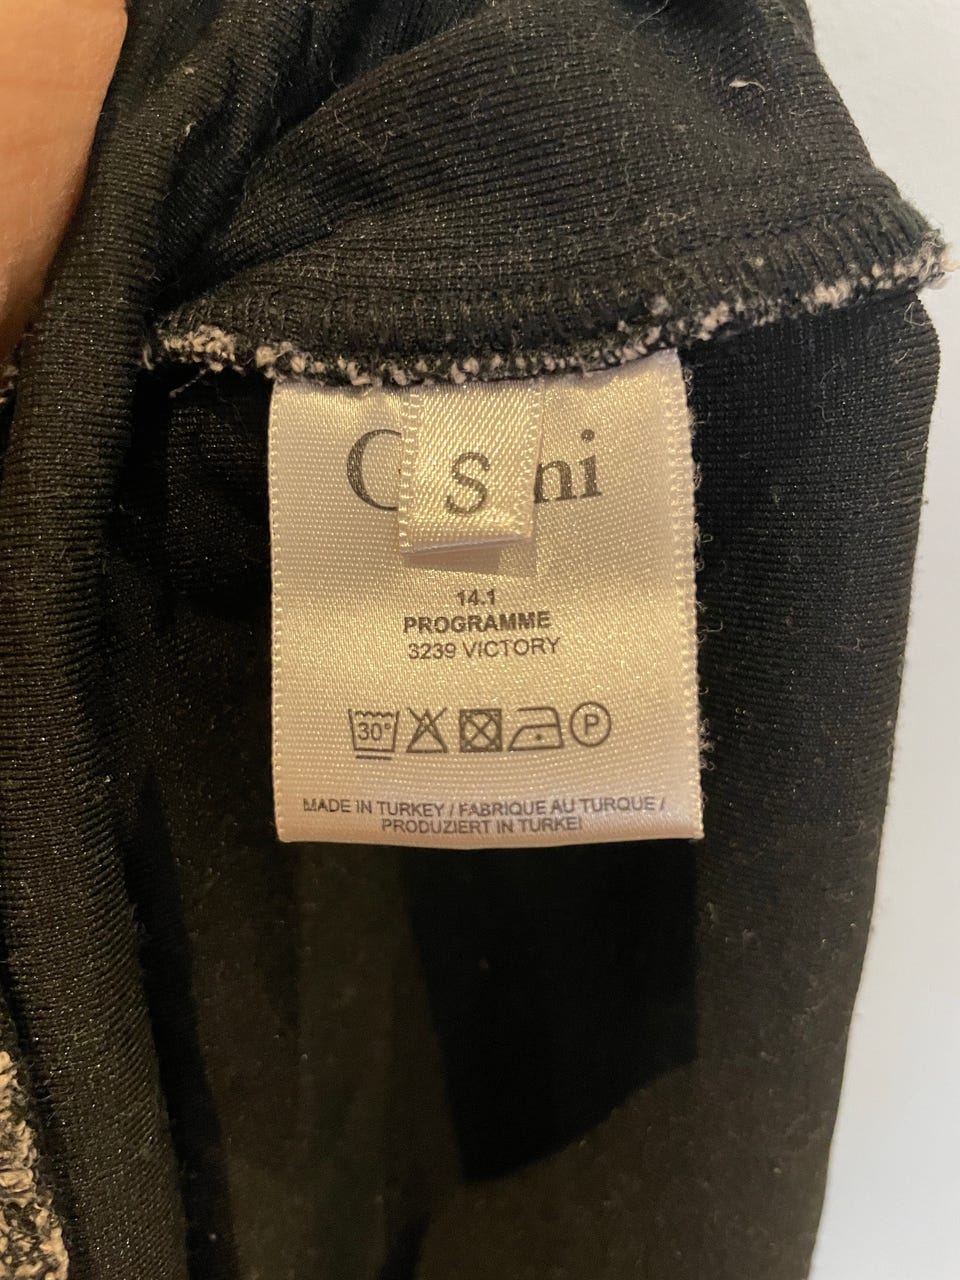 S
14.1
PROGRAMME
3239 VICTORY
30°
P
MADE IN TURKEY / FABRIQUE AU TURQUE /
PRODUZIERT IN TURKEI